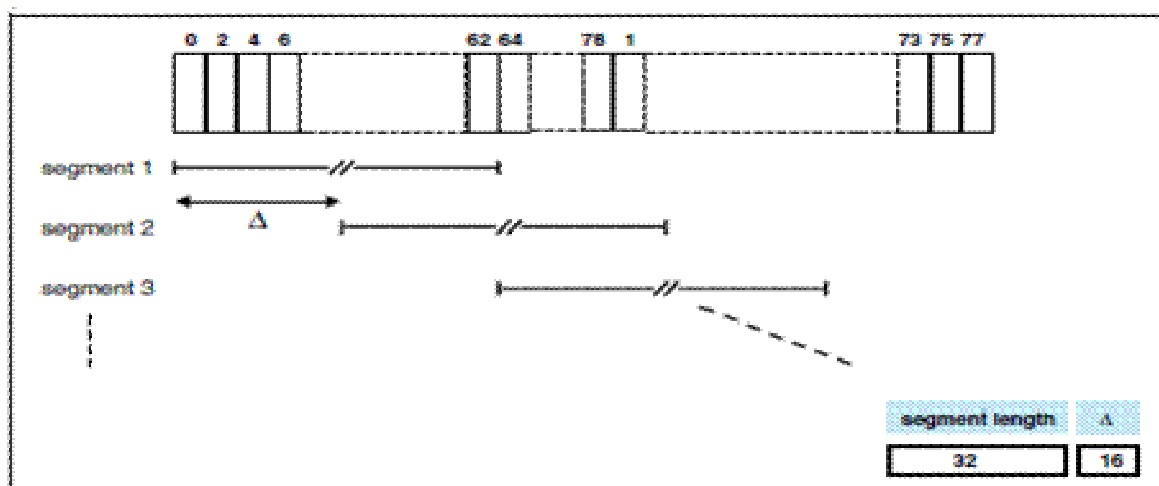 0 2 4 6 62 64 78 1 73 75 77
segment 1
Δ
segment 2
segment 3
segment length Δ
32 16